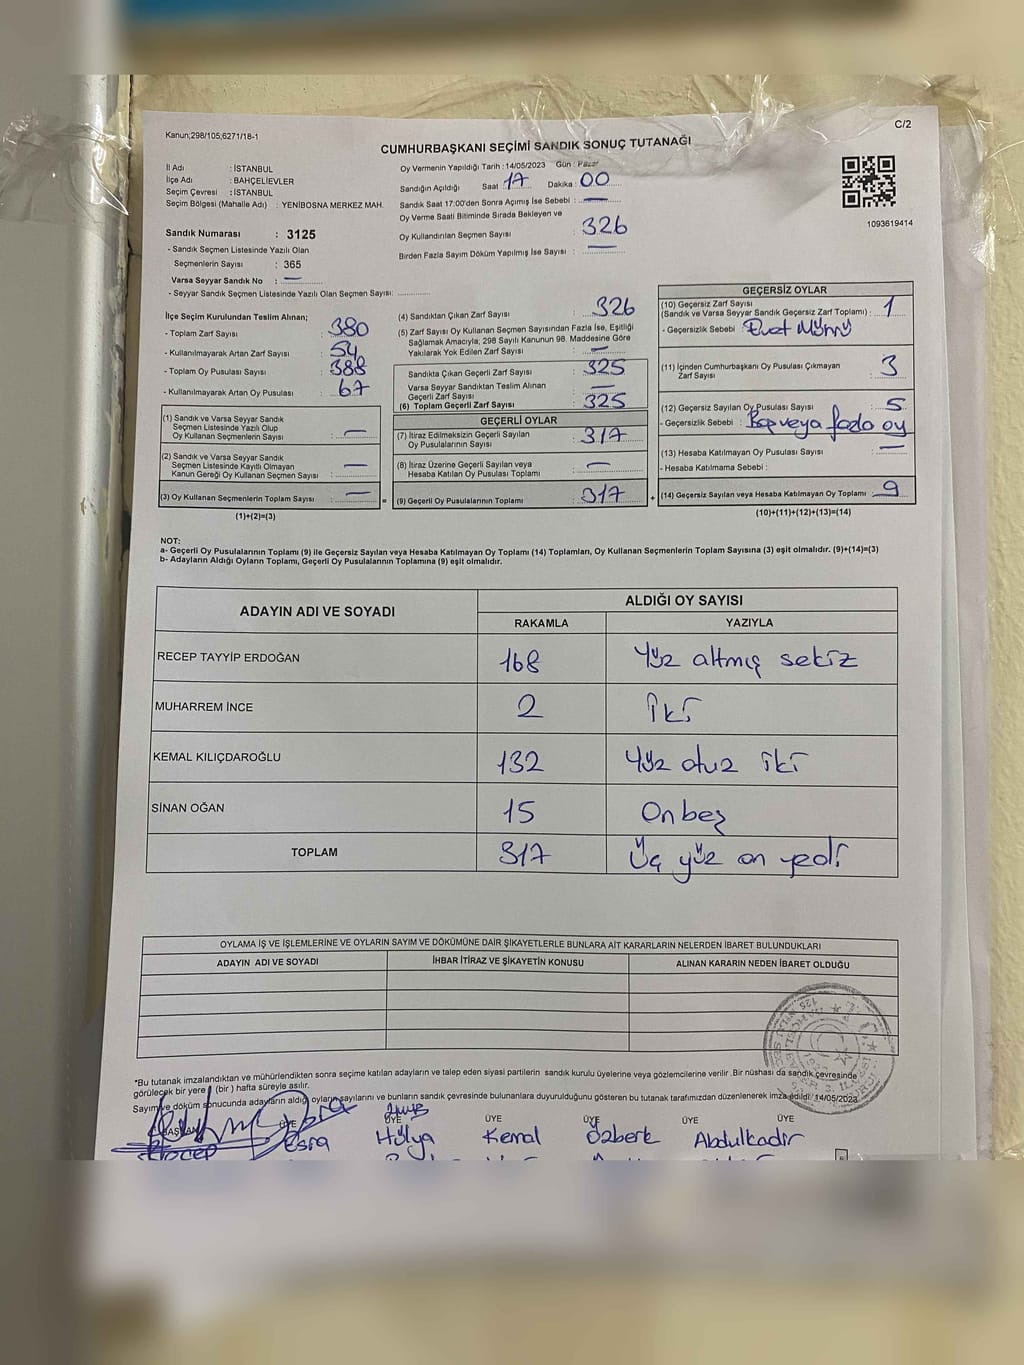 Kanun;298/105;6271/18-1
C/2
CUMHURBAŞKANI SEÇİMİ SANDIK SONUÇ TUTANAĞI
İl Adı : İSTANBUL
İlçe Adı : BAHÇELİEVLER
Seçim Çevresi : İSTANBUL
Seçim Bölgesi (Mahalle Adı) : YENİBOSNA MERKEZ MAH.
Sandık Numarası : 3125
- Sandık Seçmen Listesinde Yazılı Olan
Seçmenlerin Sayısı : 365
Varsa Seyyar Sandık No : —
- Seyyar Sandık Seçmen Listesinde Yazılı Olan Seçmen Sayısı: ............
Oy Vermenin Yapıldığı Tarih : 14/05/2023 Gün : Pazar
Sandığın Açıldığı Saat 17 Dakika 00
Sandık Saat 17:00'den Sonra Açımış İse Sebebi : —
Oy Verme Saati Bitiminde Sırada Bekleyen ve
Oy Kullandırılan Seçmen Sayısı : 326
Birden Fazla Sayım Döküm Yapılmış İse Sayısı : —
1093619414
İlçe Seçim Kurulundan Teslim Alınan;
- Toplam Zarf Sayısı : 380
- Kullanılmayarak Artan Zarf Sayısı : 54
- Toplam Oy Pusulası Sayısı : 388
- Kullanılmayarak Artan Oy Pusulası : 67
(1) Sandık ve Varsa Seyyar Sandık
Seçmen Listesinde Yazılı Olup
Oy Kullanan Seçmenlerin Sayısı : —
(2) Sandık ve Varsa Seyyar Sandık
Seçmen Listesinde Kayıtlı Olmayan
Kanun Gereği Oy Kullanan Seçmen Sayısı : —
(3) Oy Kullanan Seçmenlerin Toplam Sayısı : — =
(1)+(2)=(3)
(4) Sandıktan Çıkan Zarf Sayısı : 326
(5) Zarf Sayısı Oy Kullanan Seçmen Sayısından Fazla İse, Eşitliği
Sağlamak Amacıyla; 298 Sayılı Kanunun 98. Maddesine Göre
Yakılarak Yok Edilen Zarf Sayısı : —
Sandıkta Çıkan Geçerli Zarf Sayısı : 325
Varsa Seyyar Sandıktan Teslim Alınan
Geçerli Zarf Sayısı : —
(6) Toplam Geçerli Zarf Sayısı : 325
GEÇERLİ OYLAR
(7) İtiraz Edilmeksizin Geçerli Sayılan
Oy Pusulalarının Sayısı : 317
(8) İtiraz Üzerine Geçerli Sayılan veya
Hesaba Katılan Oy Pusulası Toplamı : —
(9) Geçerli Oy Pusulalarının Toplamı : 317 +
GEÇERSİZ OYLAR
(10) Geçersiz Zarf Sayısı
(Sandık ve Varsa Seyyar Sandık Geçersiz Zarf Toplamı) : 1
- Geçersizlik Sebebi : Evet Mührü
(11) İçinden Cumhurbaşkanı Oy Pusulası Çıkmayan
Zarf Sayısı : 3
(12) Geçersiz Sayılan Oy Pusulası Sayısı : 5
- Geçersizlik Sebebi : Boş veya fazla oy
(13) Hesaba Katılmayan Oy Pusulası Sayısı : —
- Hesaba Katılmama Sebebi :
(14) Geçersiz Sayılan veya Hesaba Katılmayan Oy Toplamı : 9
(10)+(11)+(12)+(13)=(14)
NOT:
a- Geçerli Oy Pusulalarının Toplamı (9) ile Geçersiz Sayılan veya Hesaba Katılmayan Oy Toplamı (14) Toplamları, Oy Kullanan Seçmenlerin Toplam Sayısına (3) eşit olmalıdır. (9)+(14)=(3)
b- Adayların Aldığı Oyların Toplamı, Geçerli Oy Pusulalarının Toplamına (9) eşit olmalıdır.
ADAYIN ADI VE SOYADI
ALDIĞI OY SAYISI
RAKAMLA YAZIYLA
RECEP TAYYİP ERDOĞAN 168 Yüz altmış sekiz
MUHARREM İNCE 2 İki
KEMAL KILIÇDAROĞLU 132 Yüz otuz iki
SİNAN OĞAN 15 On beş
TOPLAM 317 Üç yüz on yedi
OYLAMA İŞ VE İŞLEMLERİNE VE OYLARIN SAYIM VE DÖKÜMÜNE DAİR ŞİKAYETLERLE BUNLARA AİT KARARLARIN NELERDEN İBARET BULUNDUKLARI
ADAYIN ADI VE SOYADI İHBAR İTİRAZ VE ŞİKAYETİN KONUSU ALINAN KARARIN NEDEN İBARET OLDUĞU
*Bu tutanak imzalandıktan ve mühürlendikten sonra seçime katılan adayların ve talep eden siyasi partilerin sandık kurulu üyelerine veya gözlemcilerine verilir .Bir nüshası da sandık çevresinde
görülecek bir yere 1 (bir ) hafta süreyle asılır.
Sayım ve döküm sonucunda adayların aldığı oyların sayılarını ve bunların sandık çevresinde bulunanlara duyurulduğunu gösteren bu tutanak tarafımızdan düzenlenerek imza edildi. 14/05/2023
BAŞKAN ÜYE ÜYE ÜYE ÜYE ÜYE ÜYE
Recep Esra Hülya Kemal Özberk Abdulkadir